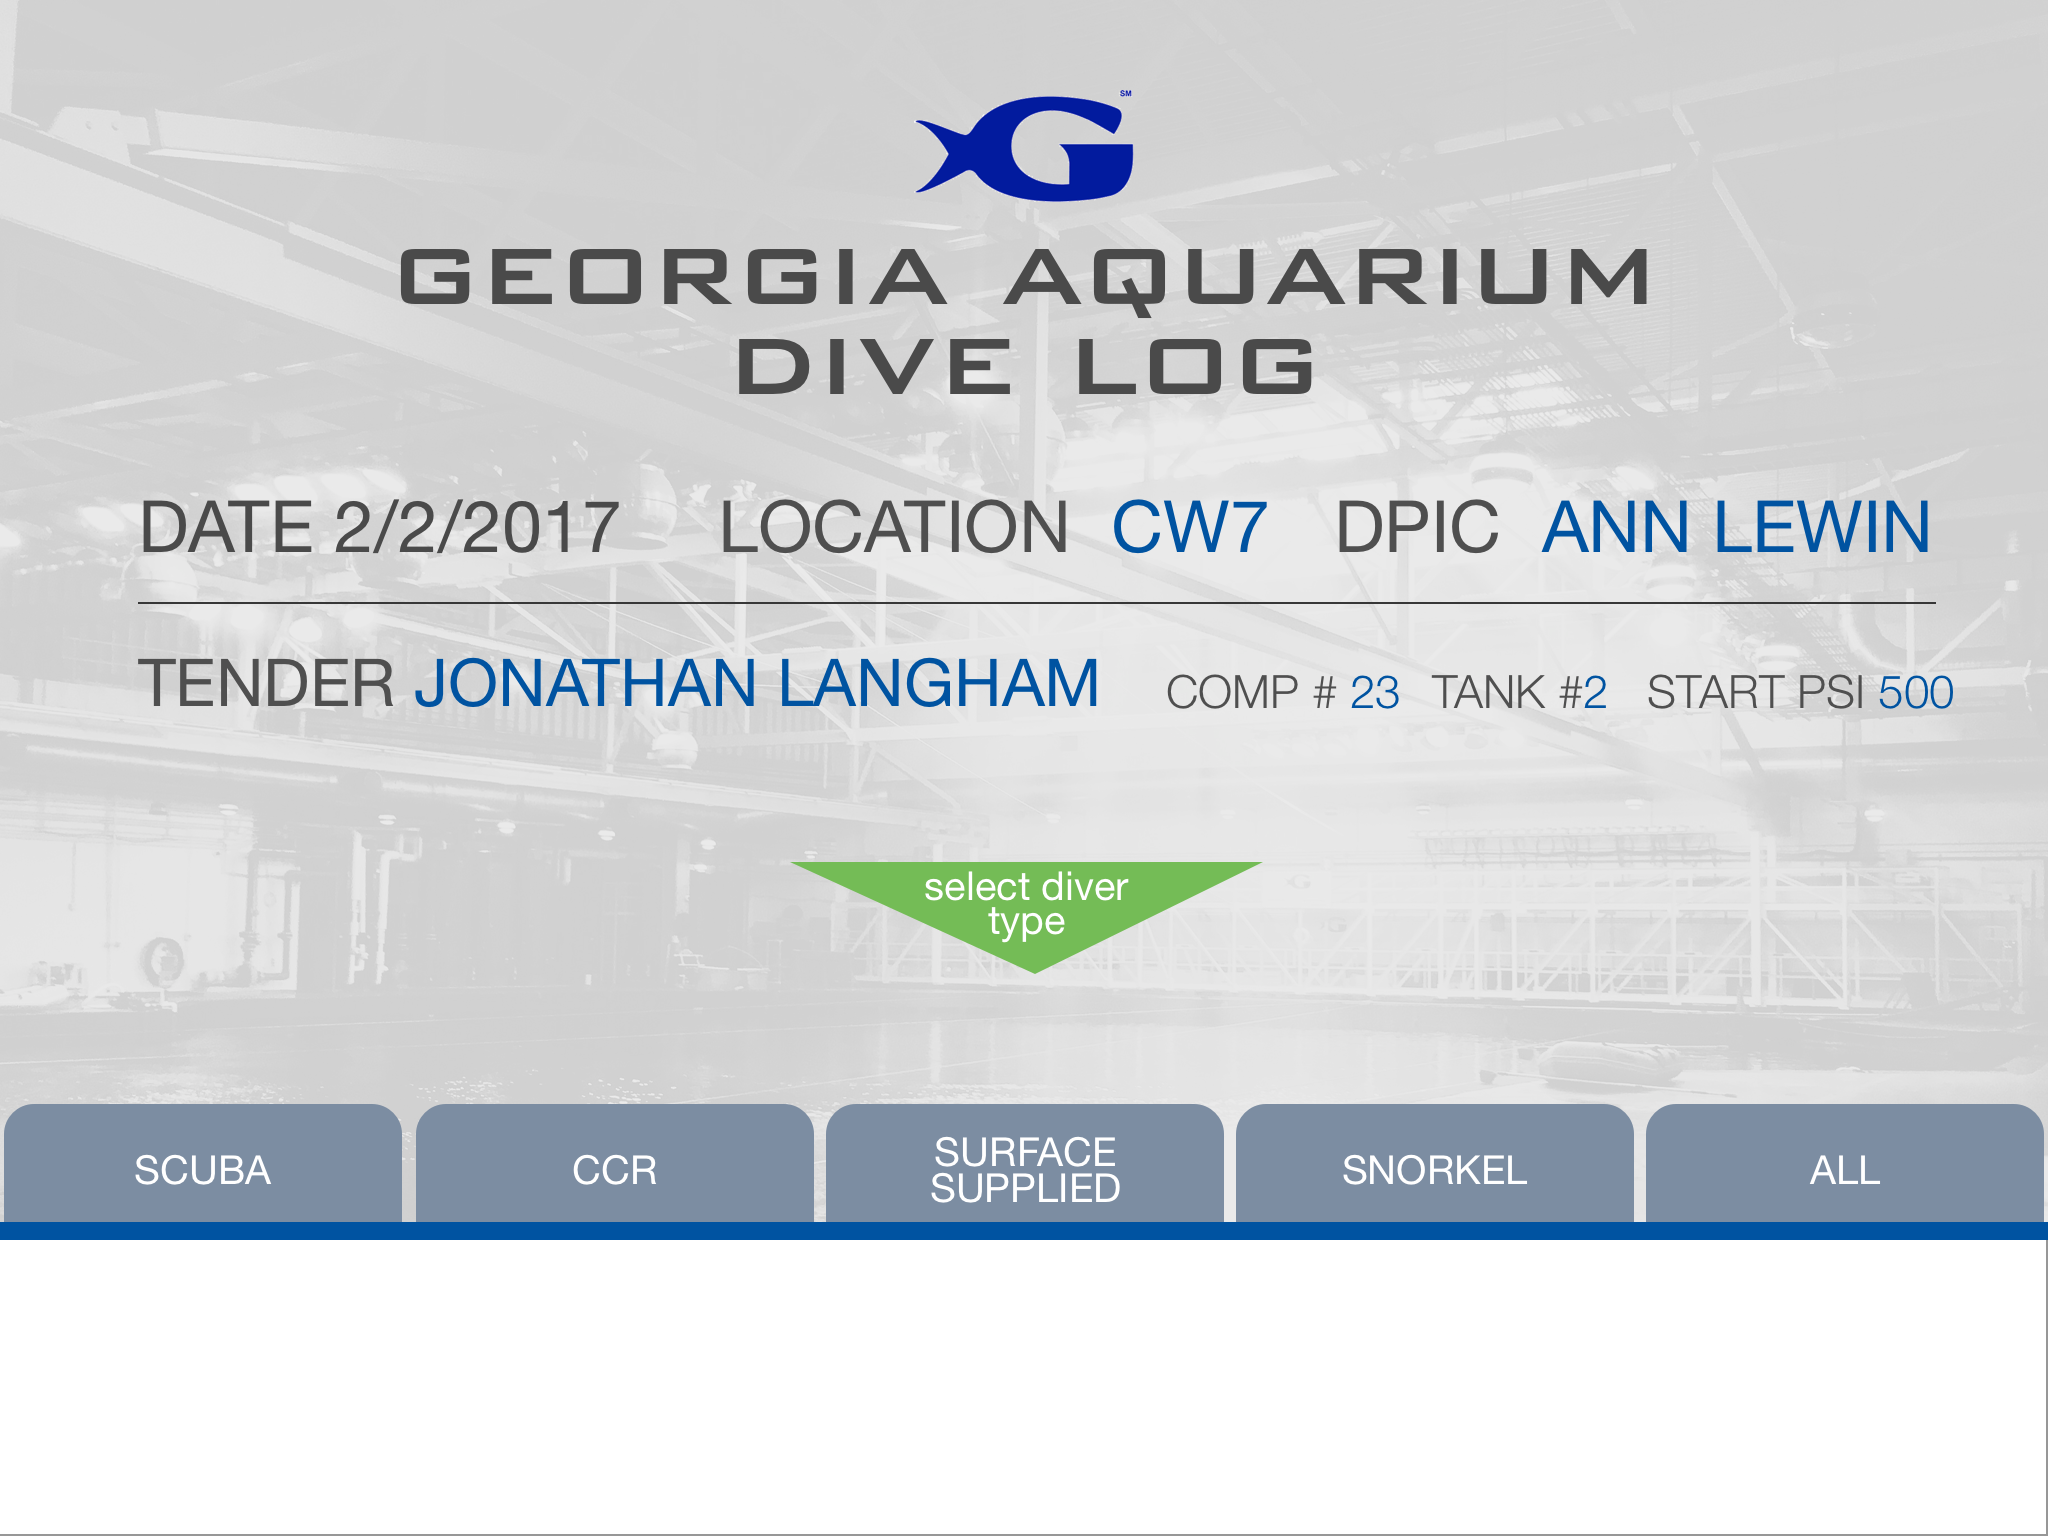 SM
GEORGIA AQUARIUM
DIVE LOG
DATE 2/2/2017 LOCATION CW7 DPIC ANN LEWIN
TENDER JONATHAN LANGHAM COMP # 23 TANK #2 START PSI 500
select diver
type
SCUBA
CCR
SURFACE
SUPPLIED
SNORKEL
ALL